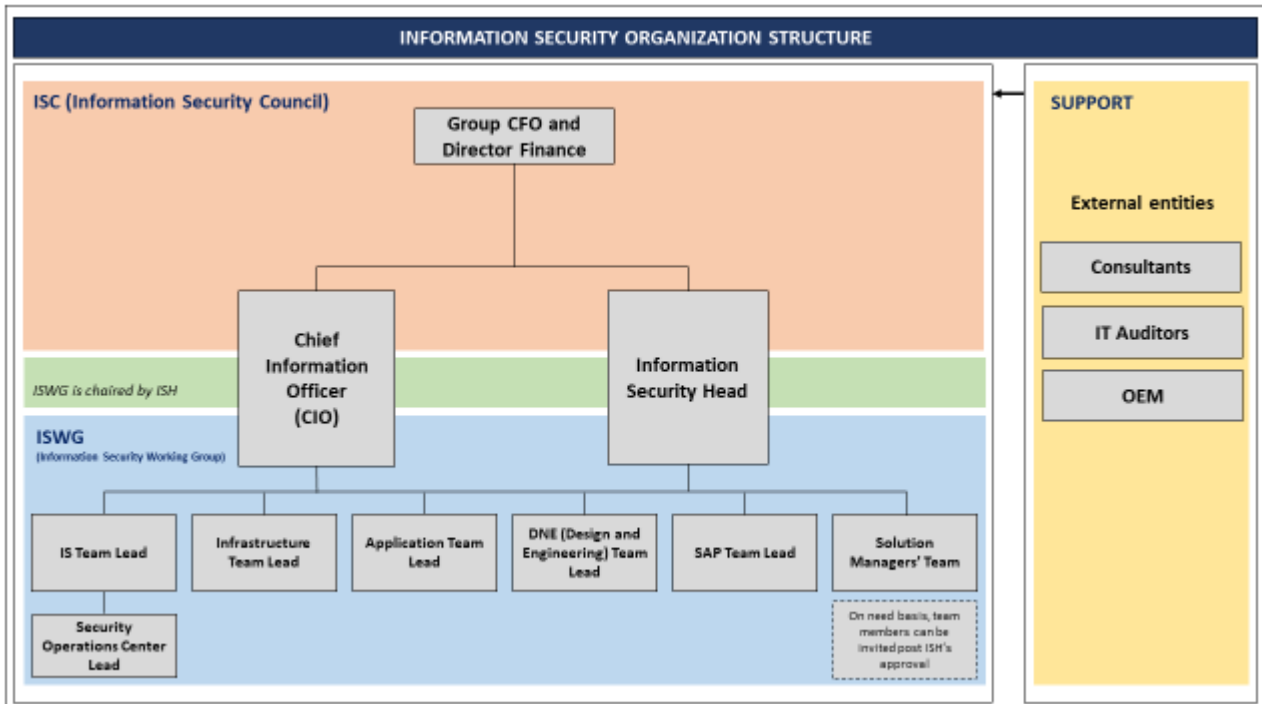 INFORMATION SECURITY ORGANIZATION STRUCTURE
ISC (Information Security Council)
Group CFO and
Director Finance
Chief
Information
Officer
(CIO)
Information
Security Head
ISWG is chaired by ISH
ISWG
(Information Security Working Group)
IS Team Lead
Infrastructure
Team Lead
Application Team
Lead
DNE (Design and
Engineering) Team
Lead
SAP Team Lead
Solution
Managers' Team
Security
Operations Center
Lead
On need basis, team
members can be
invited post ISH's
approval
SUPPORT
External entities
Consultants
IT Auditors
OEM